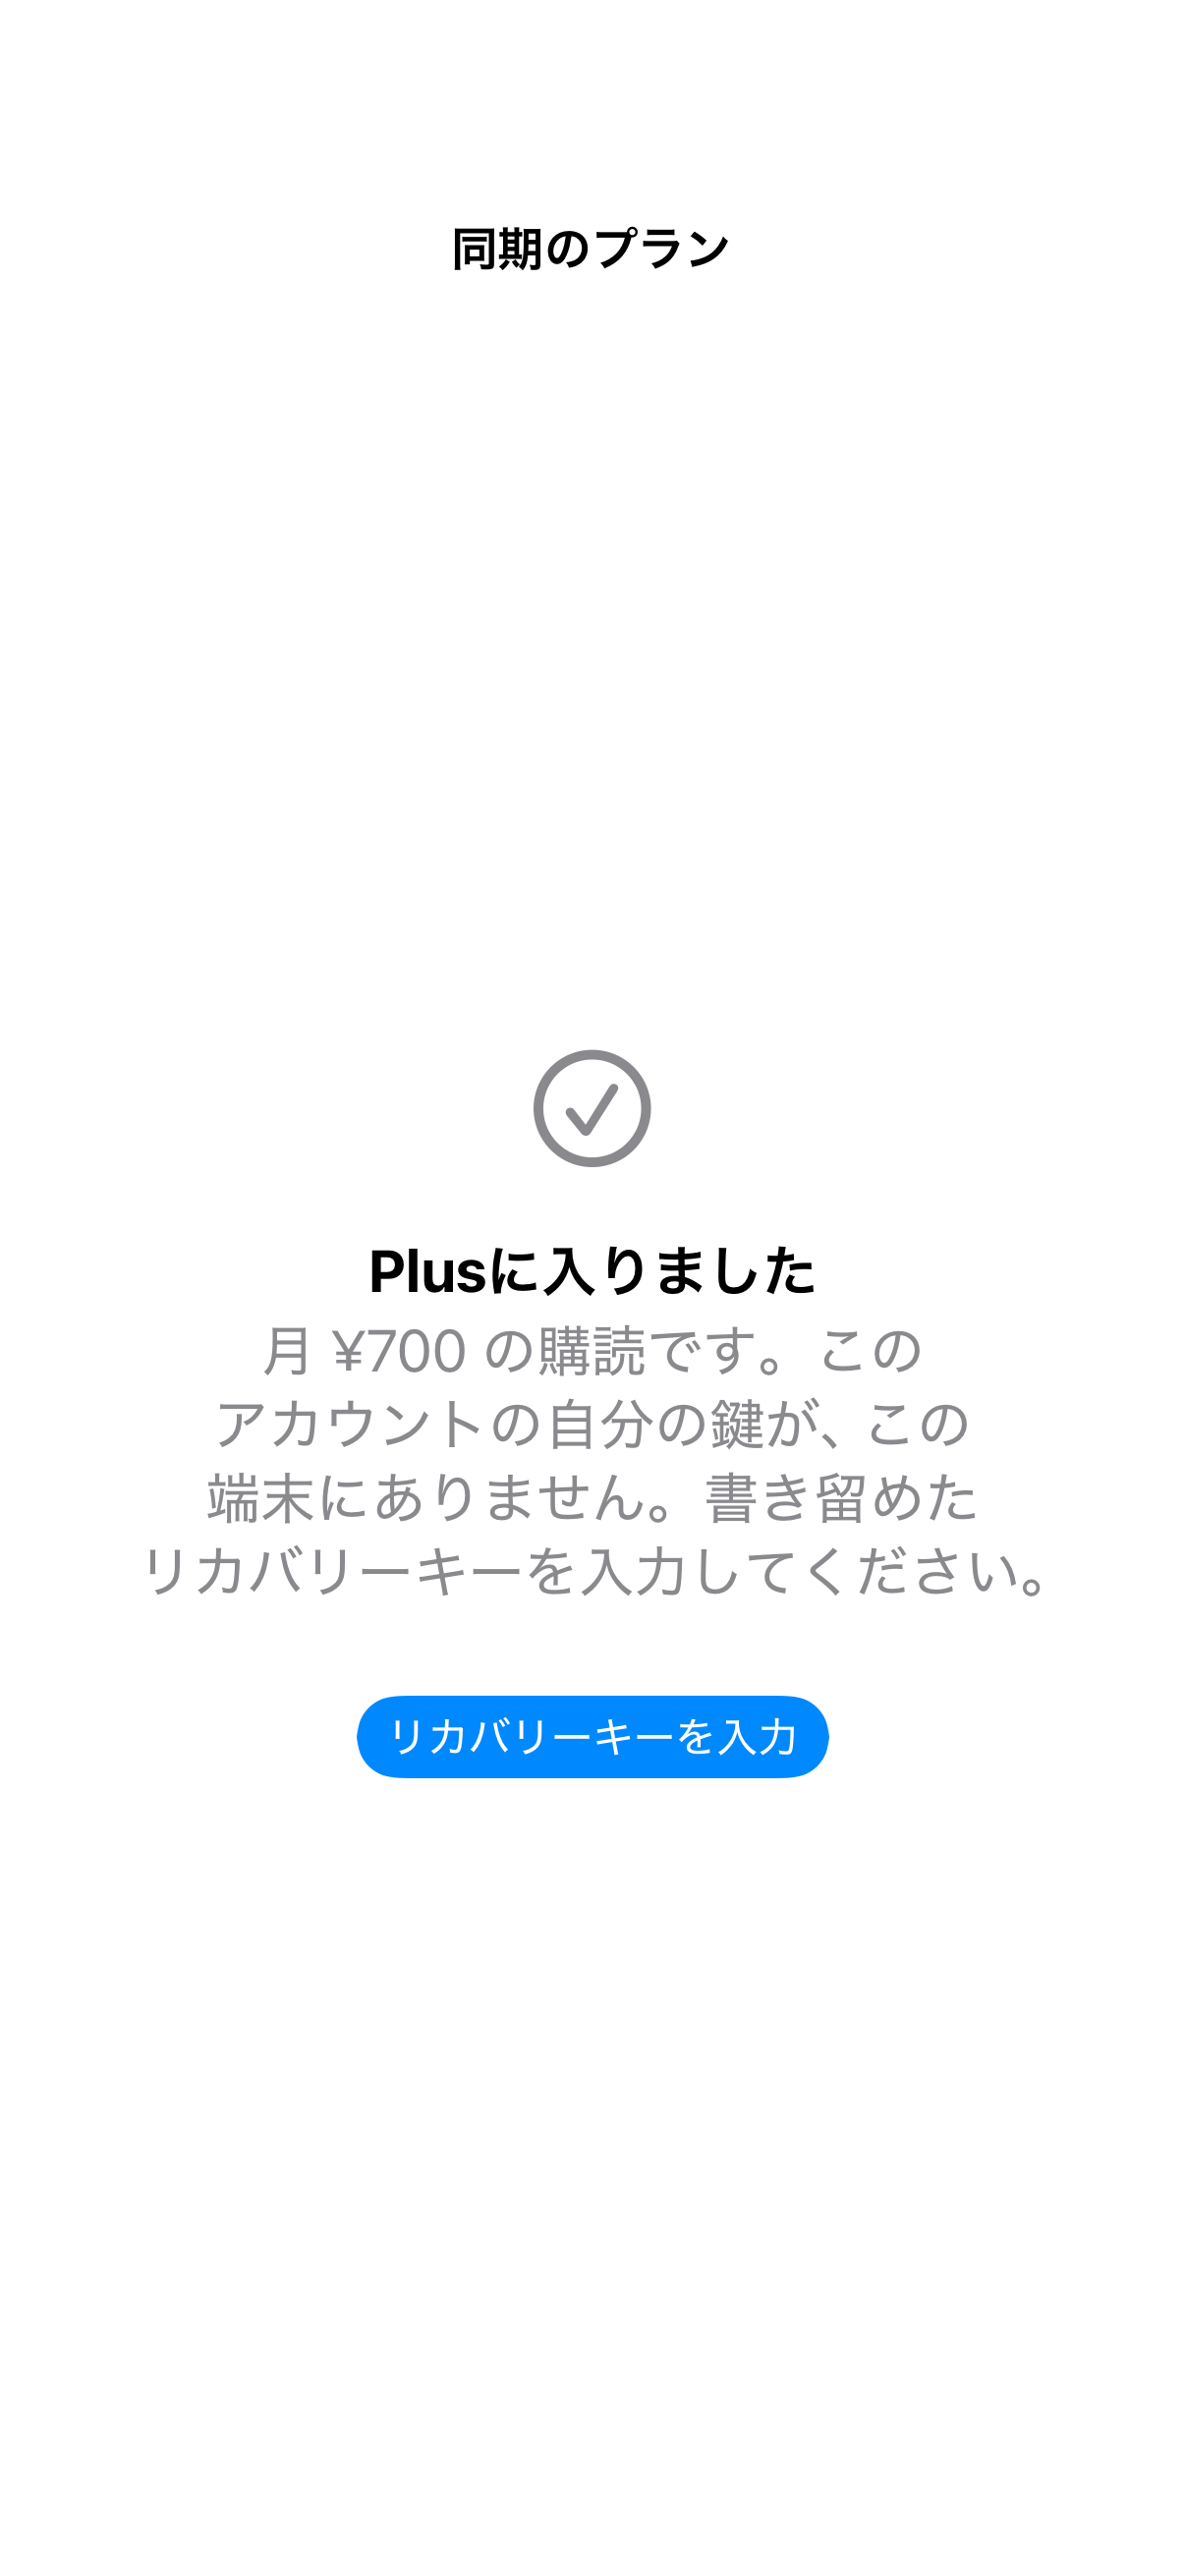 同期のプラン
Plusに入りました
月 ¥700 の購読です。この
アカウントの自分の鍵が、この
端末にありません。書き留めた
リカバリーキーを入力してください。
リカバリーキーを入力